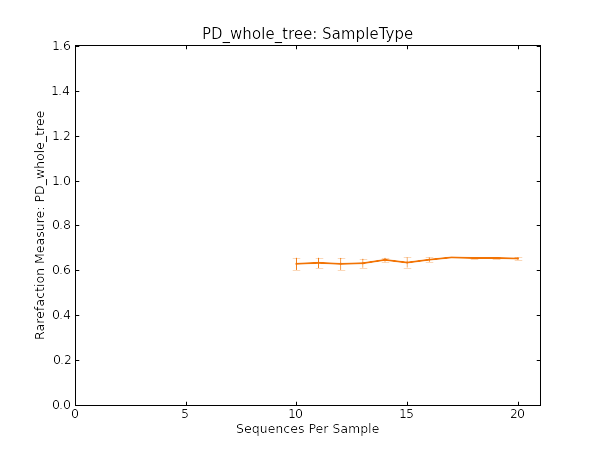 PD_whole_tree: SampleType
1.6
1.4
1.2
1.0
0.8
0.6
0.4
0.2
0.0
Rarefaction Measure: PD_whole_tree
0 5 10 15 20
Sequences Per Sample